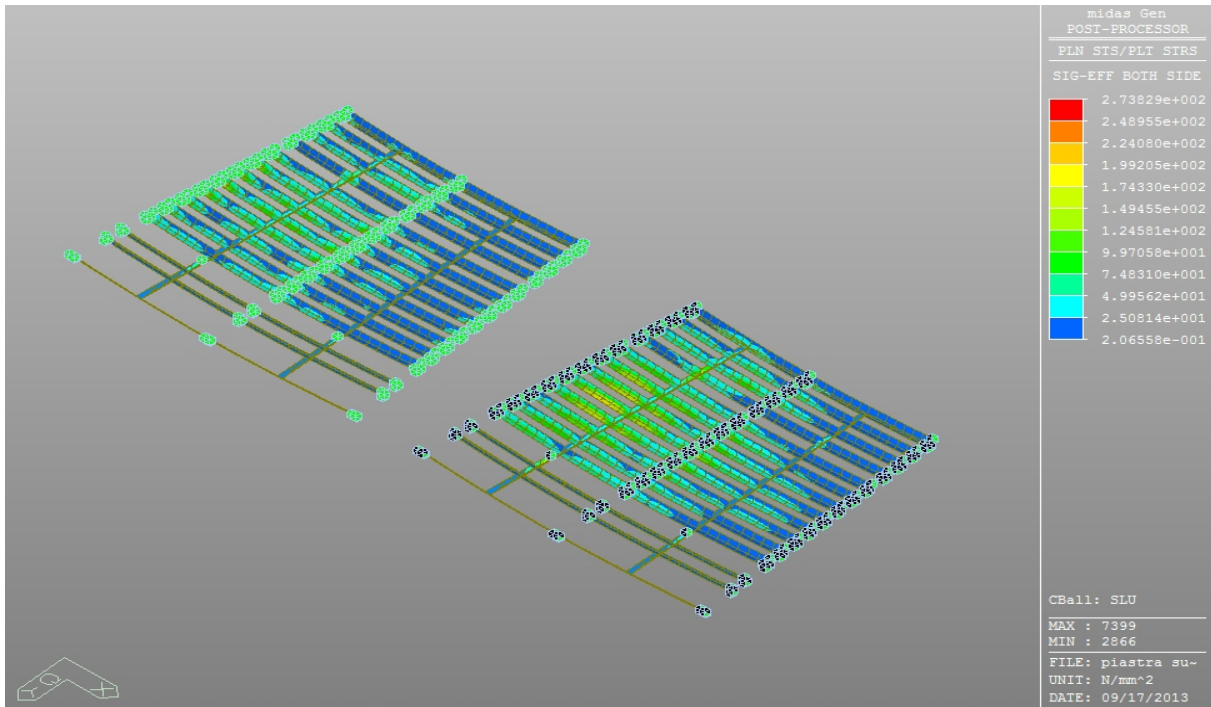 midas Gen
POST-PROCESSOR
PLN STS/PLT STRS
SIG-EFF BOTH SIDE
2.73829e+002
2.48955e+002
2.24080e+002
1.99205e+002
1.74330e+002
1.49455e+002
1.24581e+002
9.97058e+001
7.48310e+001
4.99562e+001
2.50814e+001
2.06558e-001
CBall: SLU
MAX : 7399
MIN : 2866
FILE: piastra su~
UNIT: N/mm^2
DATE: 09/17/2013